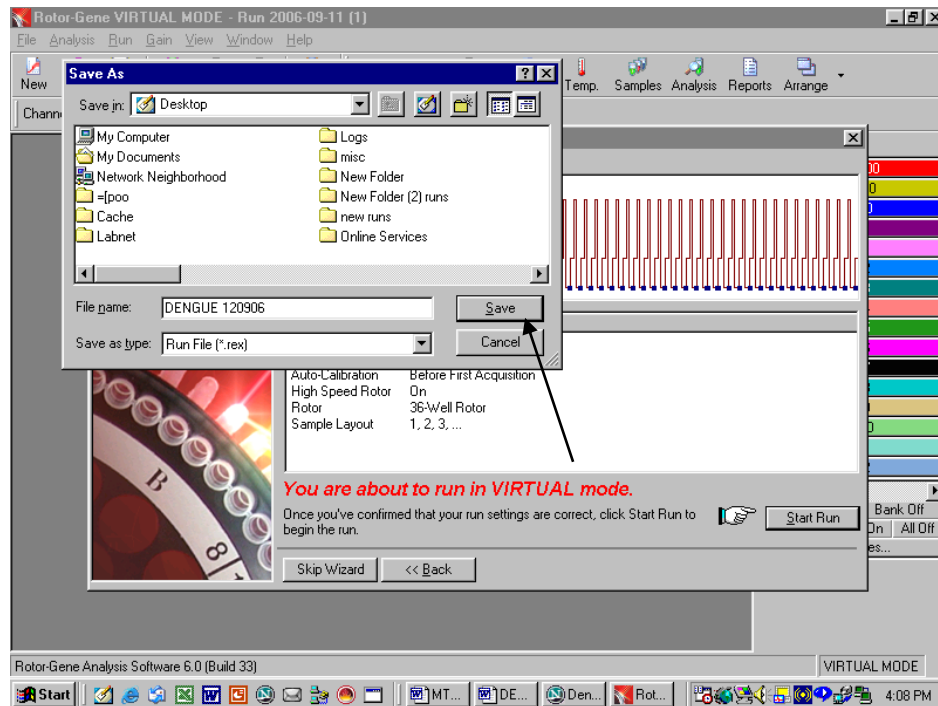 Rotor-Gene VIRTUAL MODE - Run 2006-09-11 (1)
File Analysis Run Gain View Window Help
New
Temp. Samples Analysis Reports Arrange
Save As
Save in: Desktop
My Computer
My Documents
Network Neighborhood
=[poo
Cache
Labnet
Logs
misc
New Folder
New Folder (2) runs
new runs
Online Services
File name: DENGUE 120906
Save
Save as type: Run File (*.rex)
Cancel
Auto-Calibration Before First Acquisition
High Speed Rotor On
Rotor 36-Well Rotor
Sample Layout 1, 2, 3, ...
B
8
You are about to run in VIRTUAL mode.
Once you've confirmed that your run settings are correct, click Start Run to
begin the run.
Start Run
Skip Wizard << Back
Bank Off
On All Off
Rotor-Gene Analysis Software 6.0 (Build 33)
VIRTUAL MODE
Start MT... DE... Den... Rot... 4:08 PM